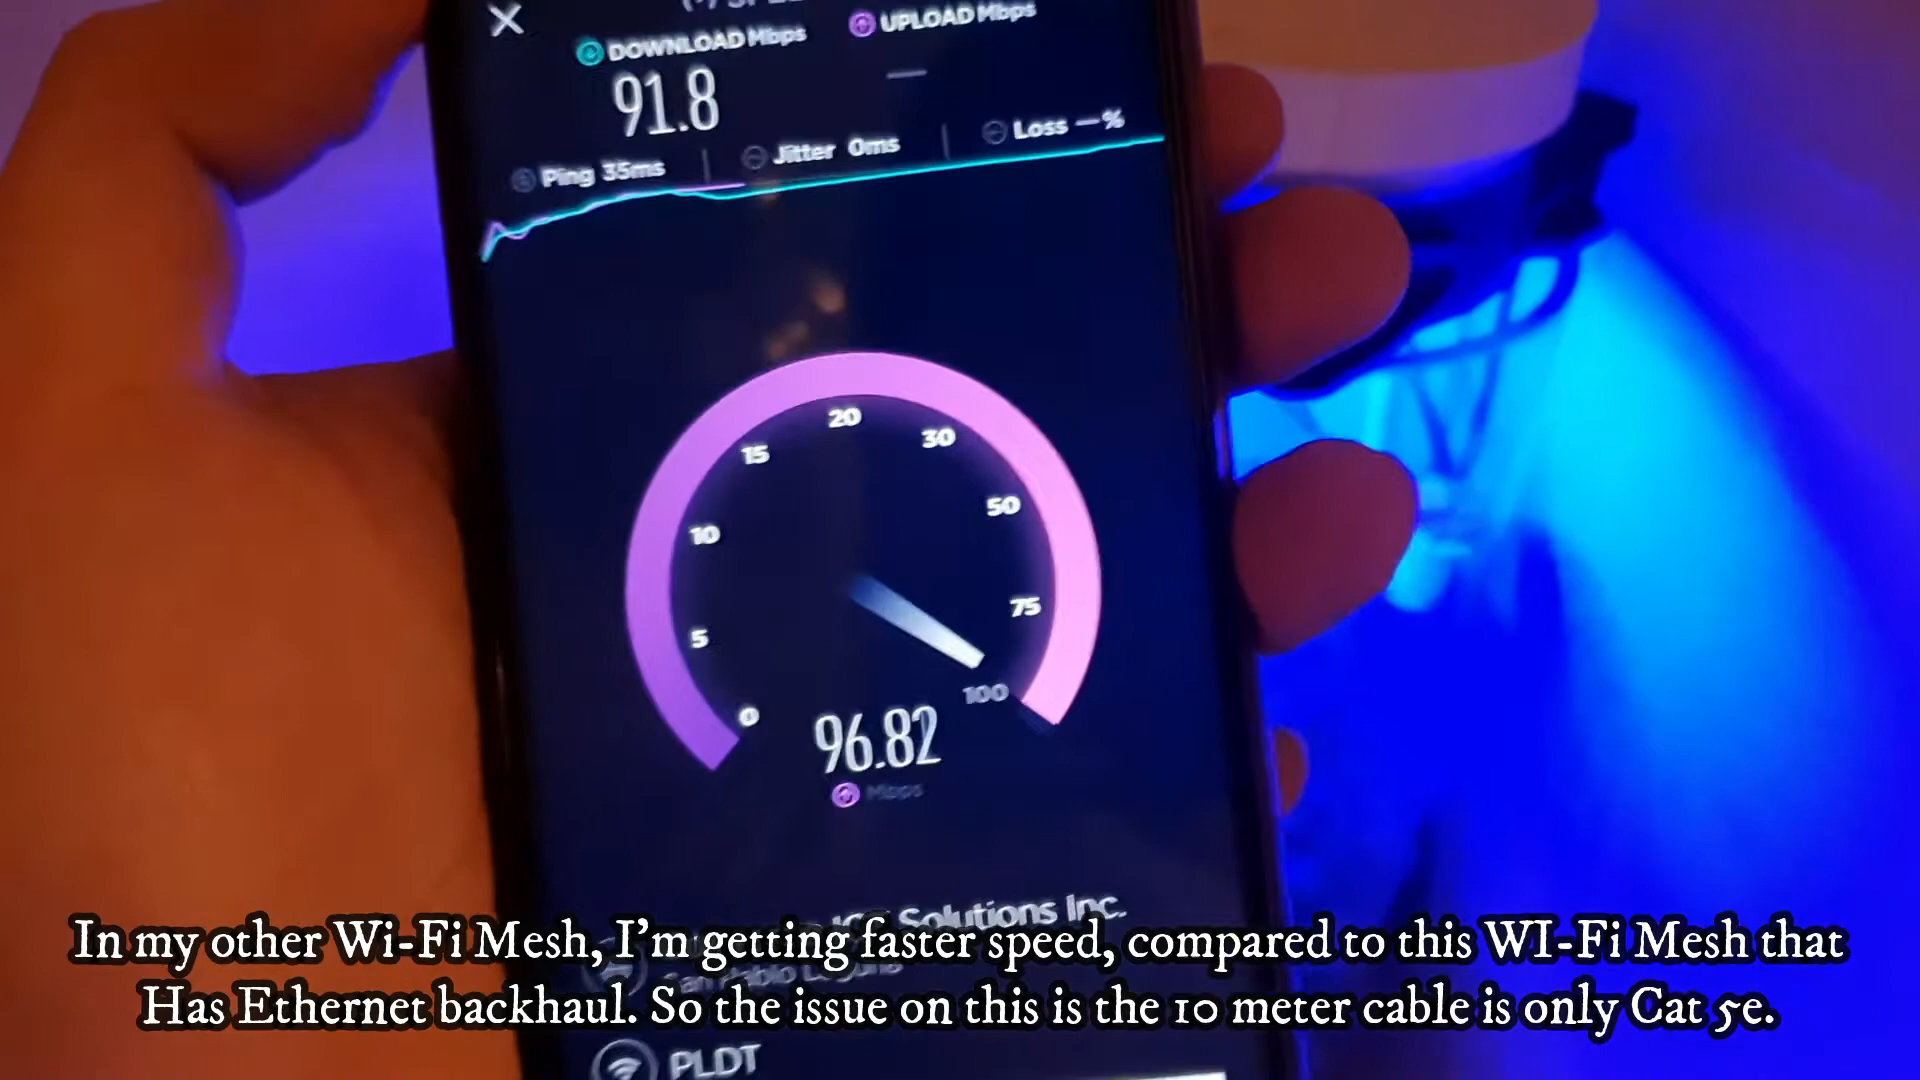 DOWNLOAD Mbps
UPLOAD Mbps
91.8
—
Ping 35ms
Jitter 0ms
Loss —%
20
15
30
10
50
5
75
0
100
96.82
Mbps
Solutions Inc.
San Pablo
In my other Wi-Fi Mesh, I'm getting faster speed, compared to this WI-Fi Mesh that
Has Ethernet backhaul. So the issue on this is the 10 meter cable is only Cat 5e.
PLDT